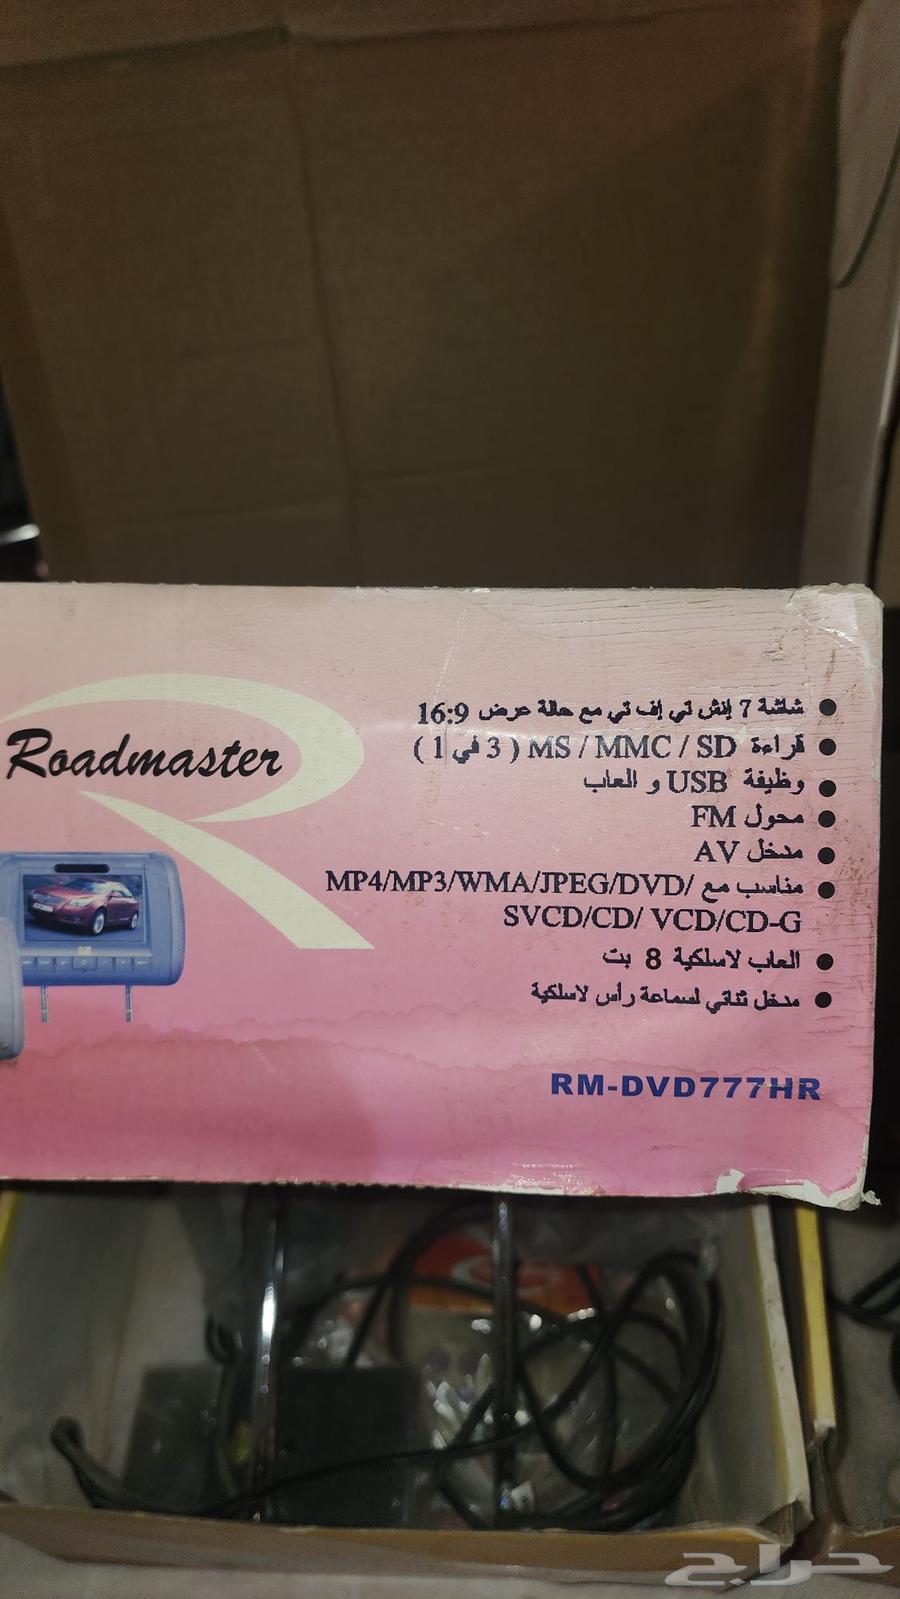 Roadmaster
شاشة 7 إنش تي إف تي مع حالة عرض 16:9
قراءة MS / MMC / SD ( 3 في 1 )
وظيفة USB و العاب
محول FM
مدخل AV
مناسب مع /MP4/MP3/WMA/JPEG/DVD
SVCD/CD/ VCD/CD-G
العاب لاسلكية 8 بت
مدخل ثنائي لسماعة رأس لاسلكية
RM-DVD777HR
حراج